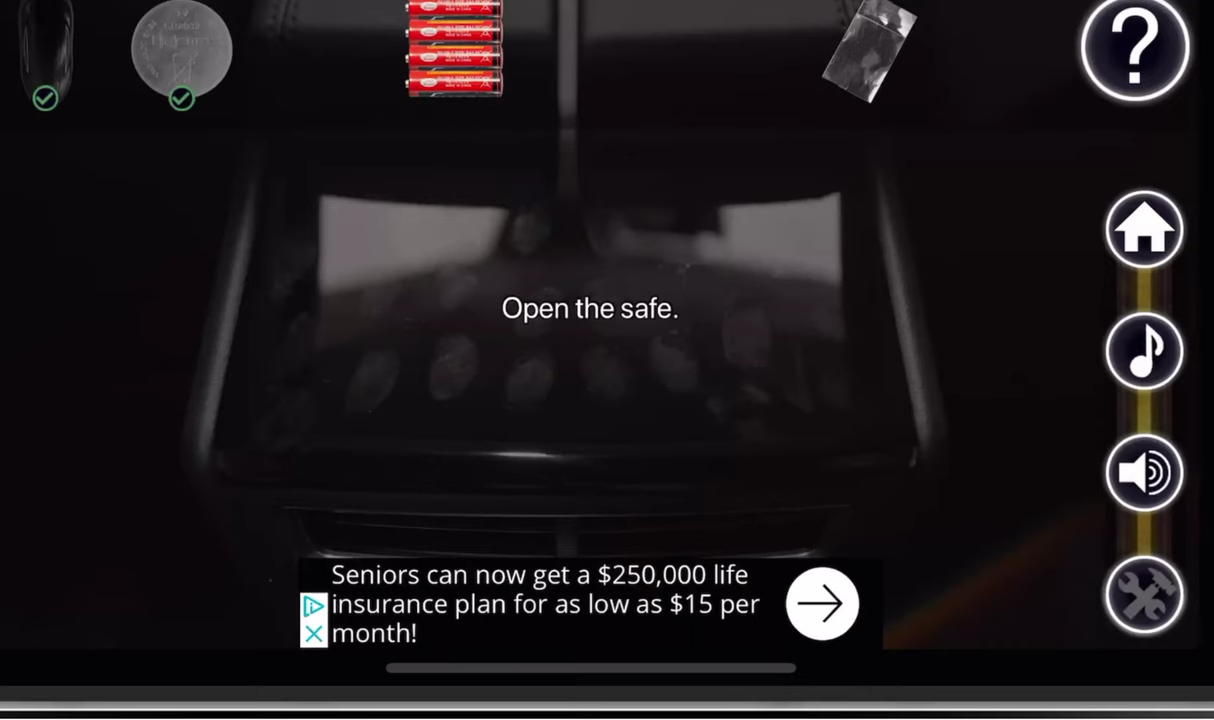 Open the safe.
Seniors can now get a $250,000 life
insurance plan for as low as $15 per
month!